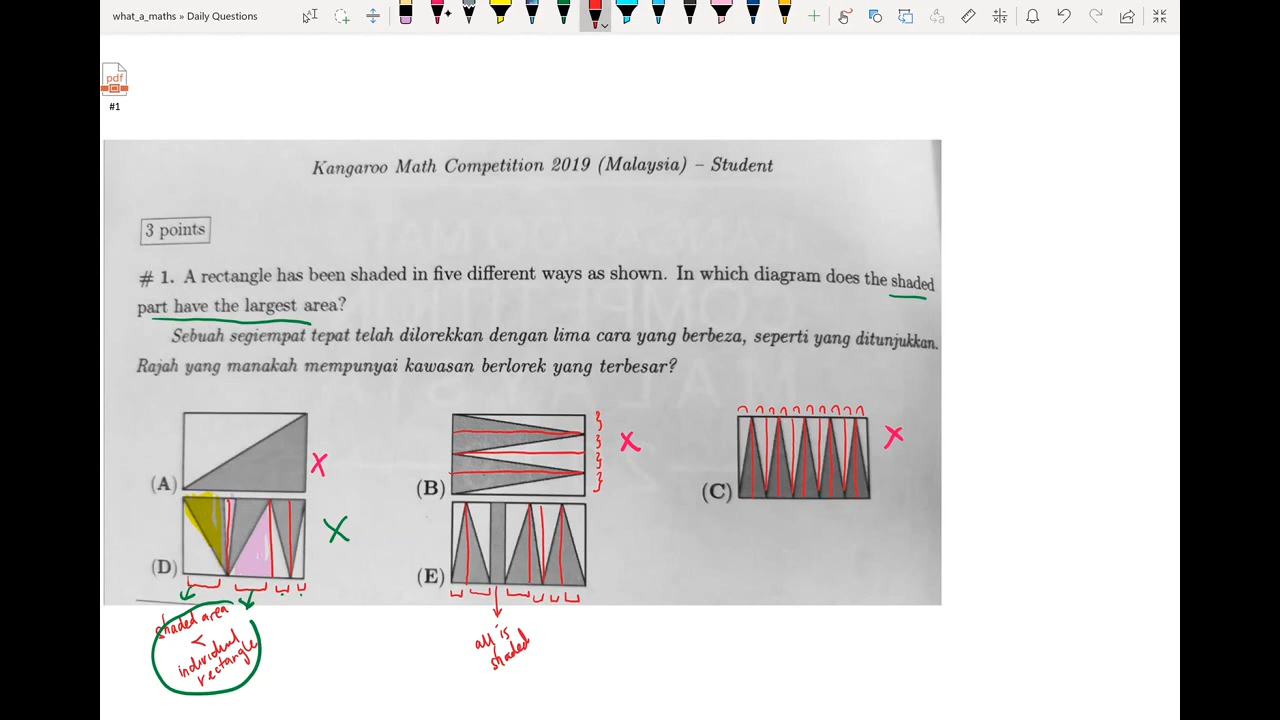 what_a_maths » Daily Questions
pdf
#1
Kangaroo Math Competition 2019 (Malaysia) – Student
3 points
# 1. A rectangle has been shaded in five different ways as shown. In which diagram does the shaded
part have the largest area?
Sebuah segiempat tepat telah dilorekkan dengan lima cara yang berbeza, seperti yang ditunjukkan.
Rajah yang manakah mempunyai kawasan berlorek yang terbesar?
(A) X
(B) X
(C) X
(D) X
(E)
shaded area
<
individual
rectangle
all is
shaded